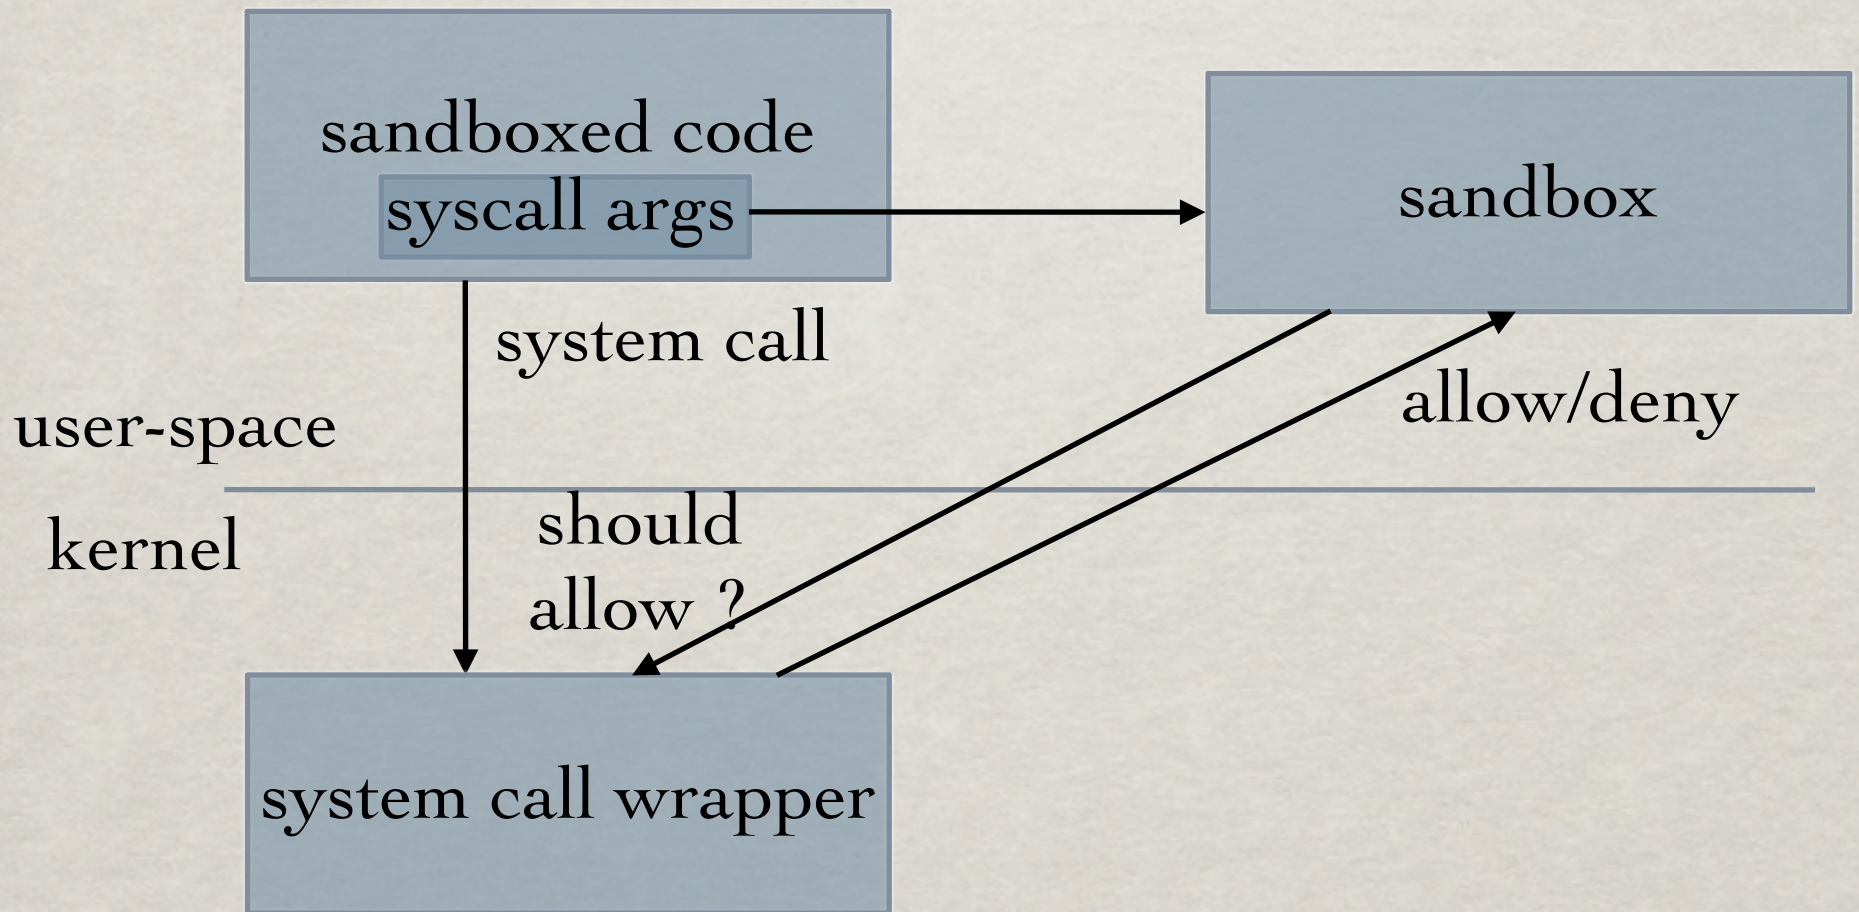 sandboxed code
syscall args
sandbox
system call
allow/deny
user-space
kernel
should
allow ?
system call wrapper